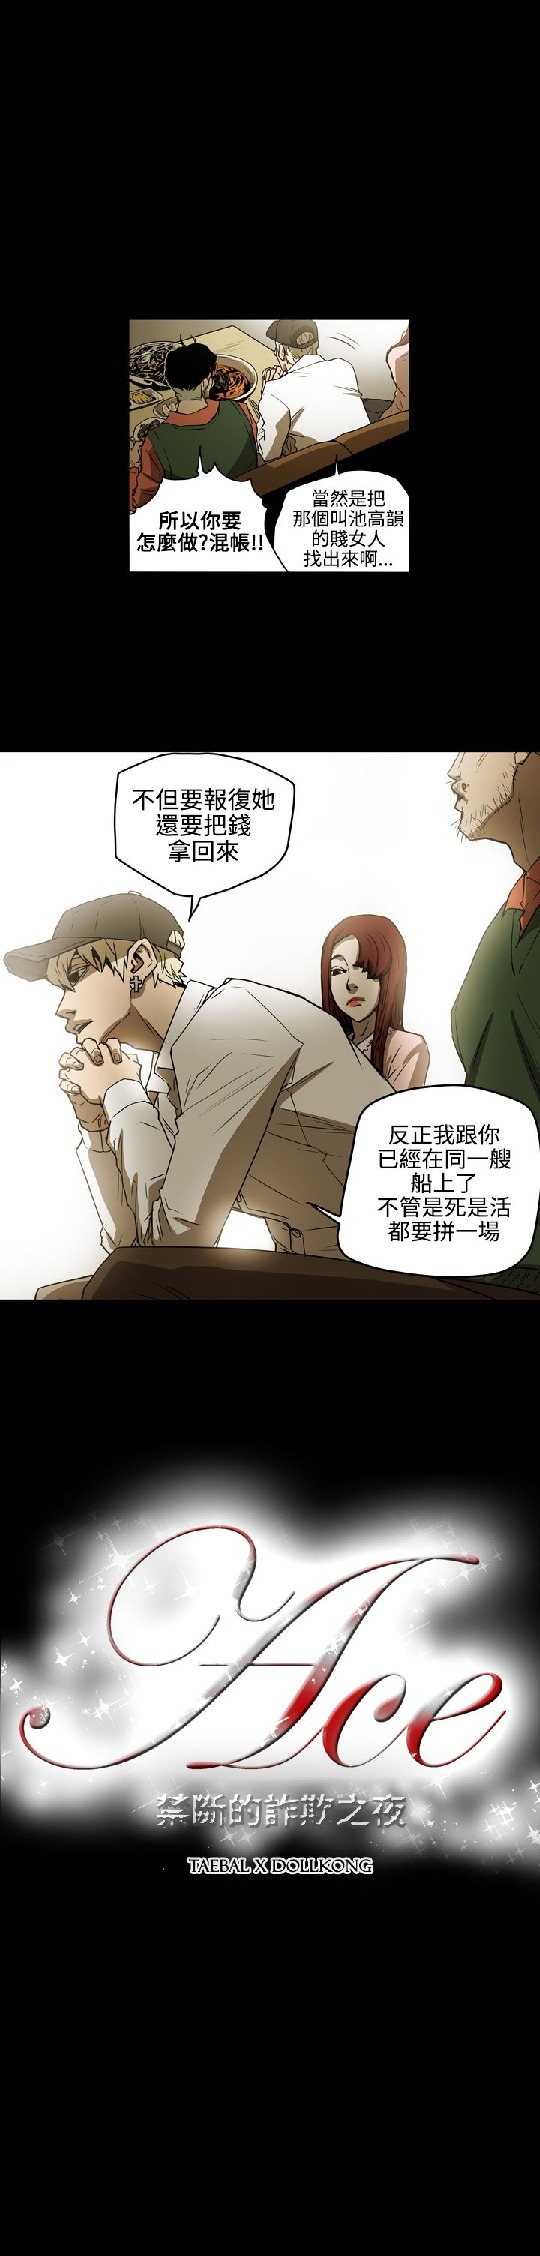 所以你要
怎麼做?混帳!!
當然是把
那個叫池高韻
的賤女人
找出來啊...
不但要報復她
還要把錢
拿回來
反正我跟你
已經在同一艘
船上了
不管是死是活
都要拼一場
Ace
禁斷的詐欺之夜
TAEBAL X DOLLKONG